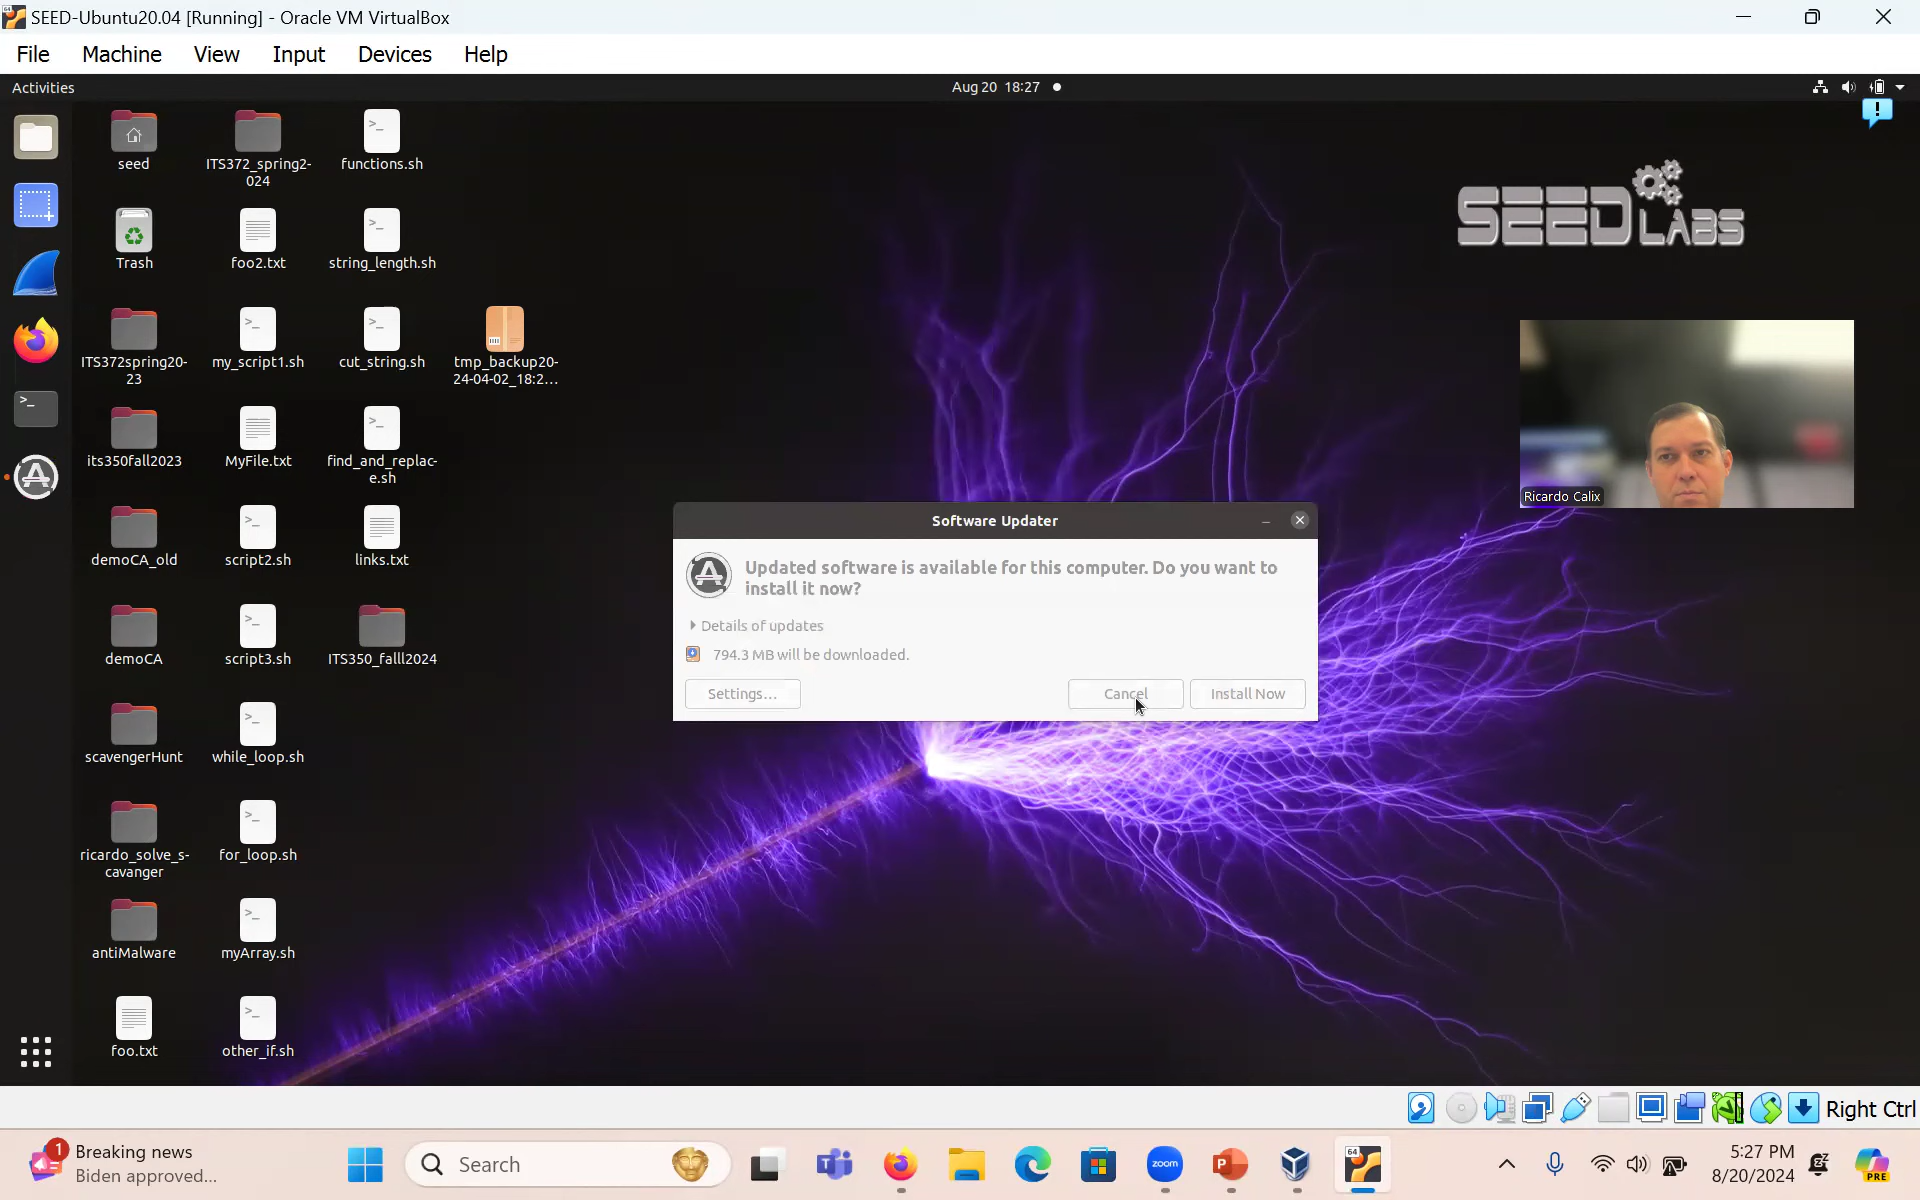 SEED-Ubuntu20.04 [Running] - Oracle VM VirtualBox
File Machine View Input Devices Help
Activities
Aug 20 18:27
seed
ITS372_spring2-
024
functions.sh
Trash
foo2.txt
string_length.sh
SEED LABS
ITS372spring20-
23
my_script1.sh
cut_string.sh
tmp_backup20-
24-04-02_18:2...
its350fall2023
MyFile.txt
find_and_replac-
e.sh
Ricardo Calix
demoCA_old
script2.sh
links.txt
Software Updater
Updated software is available for this computer. Do you want to
install it now?
Details of updates
794.3 MB will be downloaded.
Settings...
Cancel
Install Now
demoCA
script3.sh
ITS350_falll2024
scavengerHunt
while_loop.sh
ricardo_solve_s-
cavanger
for_loop.sh
antiMalware
myArray.sh
foo.txt
other_if.sh
Right Ctrl
1
Breaking news
Biden approved...
Search
zoom
64
5:27 PM
8/20/2024
PRE